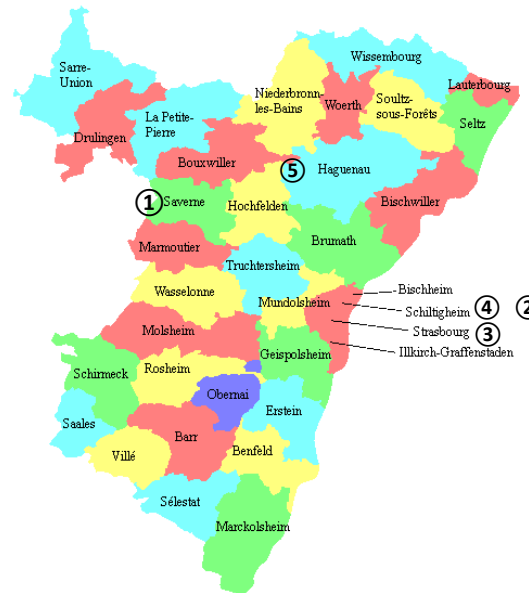 Sarre-
Union
Wissembourg
Lauterbourg
Niederbronn-
les-Bains
Woerth
Soultz-
sous-Forêts
Seltz
Drulingen
La Petite-
Pierre
Bouxwiller
⑤
Haguenau
① Saverne
Hochfelden
Bischwiller
Marmoutier
Brumath
Truchtersheim
Wasselonne
Mundolsheim
Bischheim
Schiltigheim ④ ②
Strasbourg ③
Illkirch-Graffenstaden
Molsheim
Geispolsheim
Schirmeck
Rosheim
Obernai
Saales
Erstein
Barr
Villé
Benfeld
Sélestat
Marckolsheim